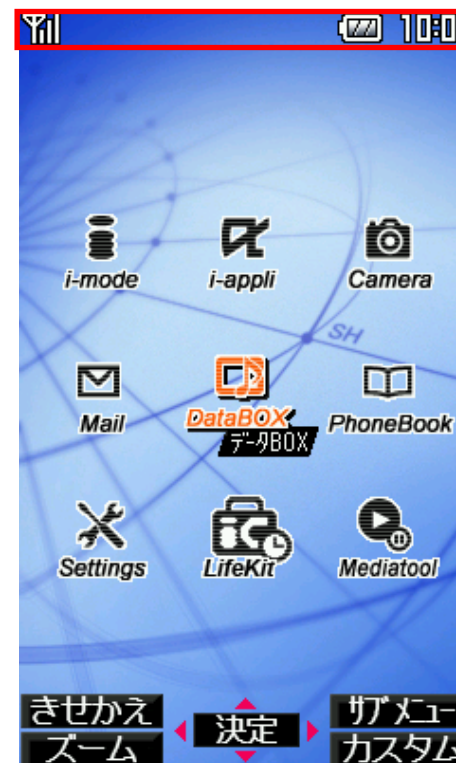 10:0
i-mode i-appli Camera
SH
Mail DataBOX PhoneBook
データBOX
Settings LifeKit Mediatool
きせかえ 決定 サブメニュー
ズーム カスタム